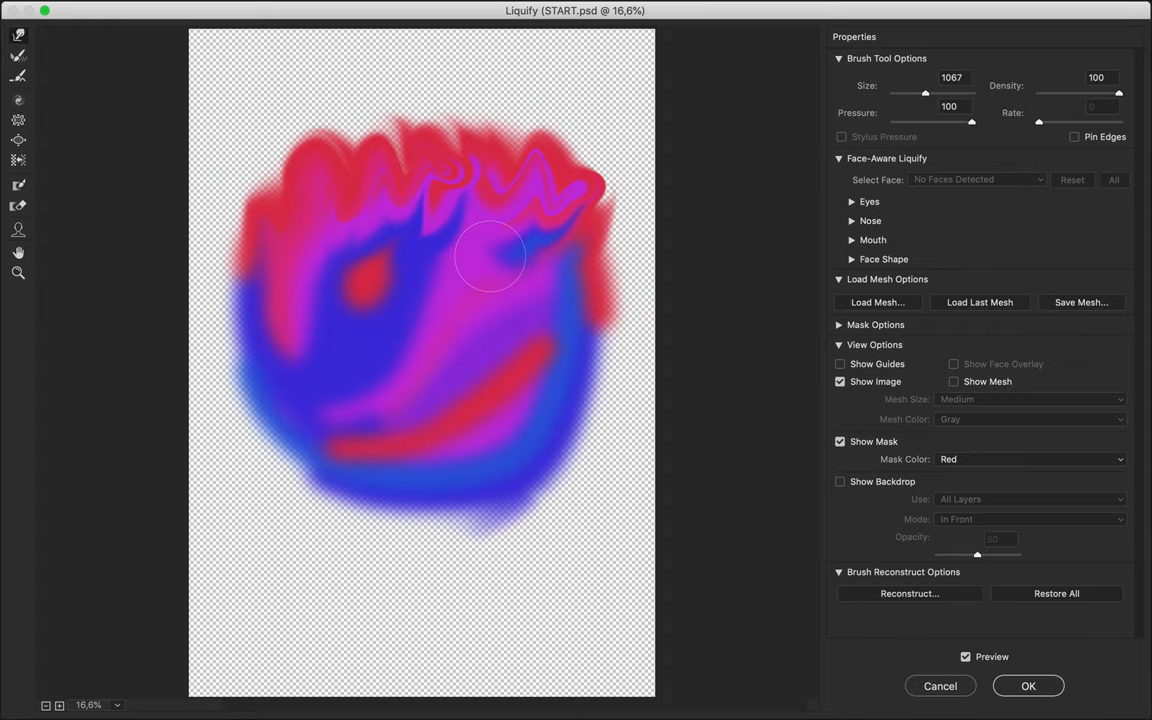 Liquify (START.psd @ 16,6%)
Properties
Brush Tool Options
Size: 1067 Density: 100
Pressure: 100 Rate: 0
Stylus Pressure Pin Edges
Face-Aware Liquify
Select Face: No Faces Detected Reset All
Eyes
Nose
Mouth
Face Shape
Load Mesh Options
Load Mesh... Load Last Mesh Save Mesh...
Mask Options
View Options
Show Guides Show Face Overlay
Show Image Show Mesh
Mesh Size: Medium
Mesh Color: Gray
Show Mask
Mask Color: Red
Show Backdrop
Use: All Layers
Mode: In Front
Opacity: 50
Brush Reconstruct Options
Reconstruct... Restore All
Preview
Cancel OK
16,6%